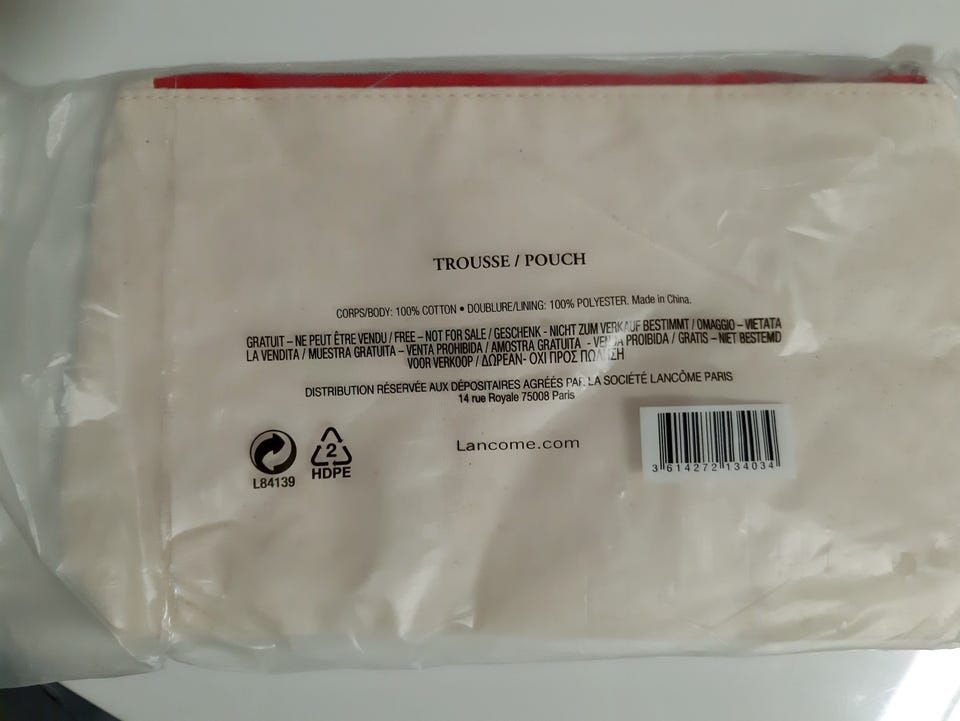 TROUSSE / POUCH
CORPS/BODY: 100% COTTON • DOUBLURE/LINING: 100% POLYESTER. Made in China.
GRATUIT – NE PEUT ÊTRE VENDU / FREE – NOT FOR SALE / GESCHENK - NICHT ZUM VERKAUF BESTIMMT / OMAGGIO – VIETATA
LA VENDITA / MUESTRA GRATUITA – VENTA PROHIBIDA / AMOSTRA GRATUITA - VENDA PROIBIDA / GRATIS – NIET BESTEMD
VOOR VERKOOP / ΔΩΡΕΑΝ- ΟΧΙ ΠΡΟΣ ΠΩΛΗΣΗ
DISTRIBUTION RÉSERVÉE AUX DÉPOSITAIRES AGRÉÉS PAR LA SOCIÉTÉ LANCÔME PARIS
14 rue Royale 75008 Paris
Lancome.com
2
HDPE
L84139
3 614272 134034